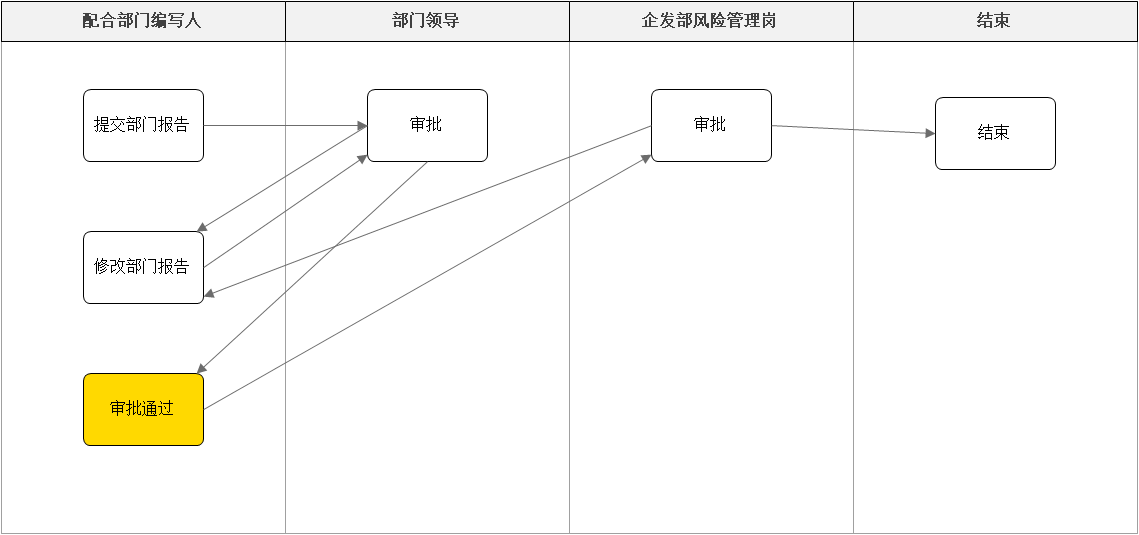 配合部门编写人
部门领导
企发部风险管理岗
结束
提交部门报告
审批
审批
结束
修改部门报告
审批通过